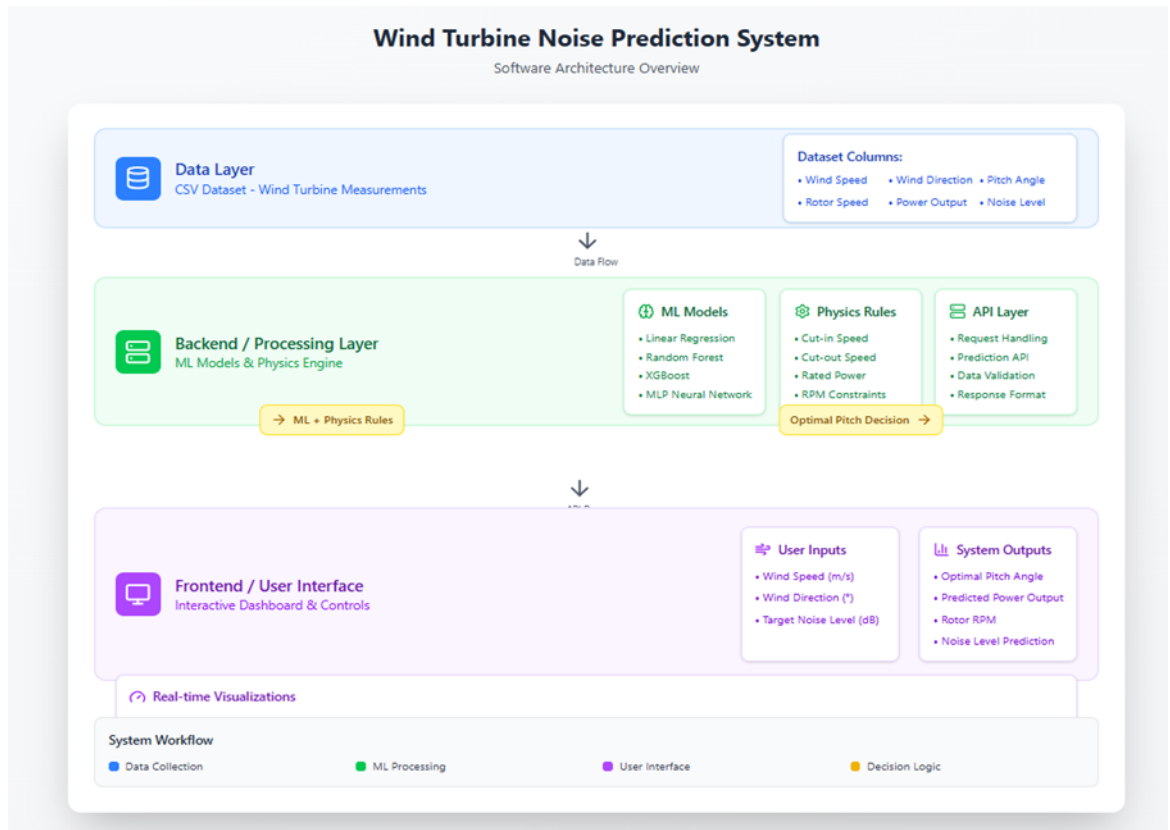 Wind Turbine Noise Prediction System
Software Architecture Overview
Data Layer
CSV Dataset - Wind Turbine Measurements
Dataset Columns:
• Wind Speed • Wind Direction • Pitch Angle
• Rotor Speed • Power Output • Noise Level
Data Flow
Backend / Processing Layer
ML Models & Physics Engine
ML Models
• Linear Regression
• Random Forest
• XGBoost
• MLP Neural Network
Physics Rules
• Cut-in Speed
• Cut-out Speed
• Rated Power
• RPM Constraints
API Layer
• Request Handling
• Prediction API
• Data Validation
• Response Format
→ ML + Physics Rules
Optimal Pitch Decision →
Frontend / User Interface
Interactive Dashboard & Controls
User Inputs
• Wind Speed (m/s)
• Wind Direction (°)
• Target Noise Level (dB)
System Outputs
• Optimal Pitch Angle
• Predicted Power Output
• Rotor RPM
• Noise Level Prediction
Real-time Visualizations
System Workflow
Data Collection
ML Processing
User Interface
Decision Logic